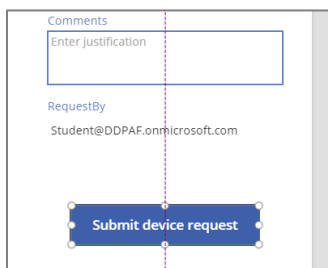 Comments
Enter justification
RequestBy
Student@DDPAF.onmicrosoft.com
Submit device request